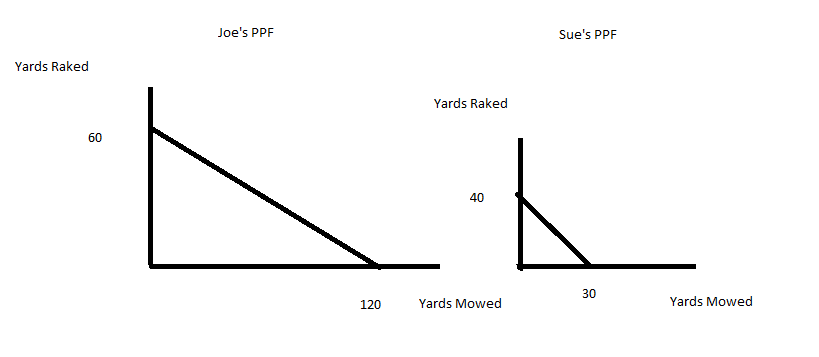 Joe's PPF
Yards Raked
60
120
Yards Mowed
Sue's PPF
Yards Raked
40
30
Yards Mowed